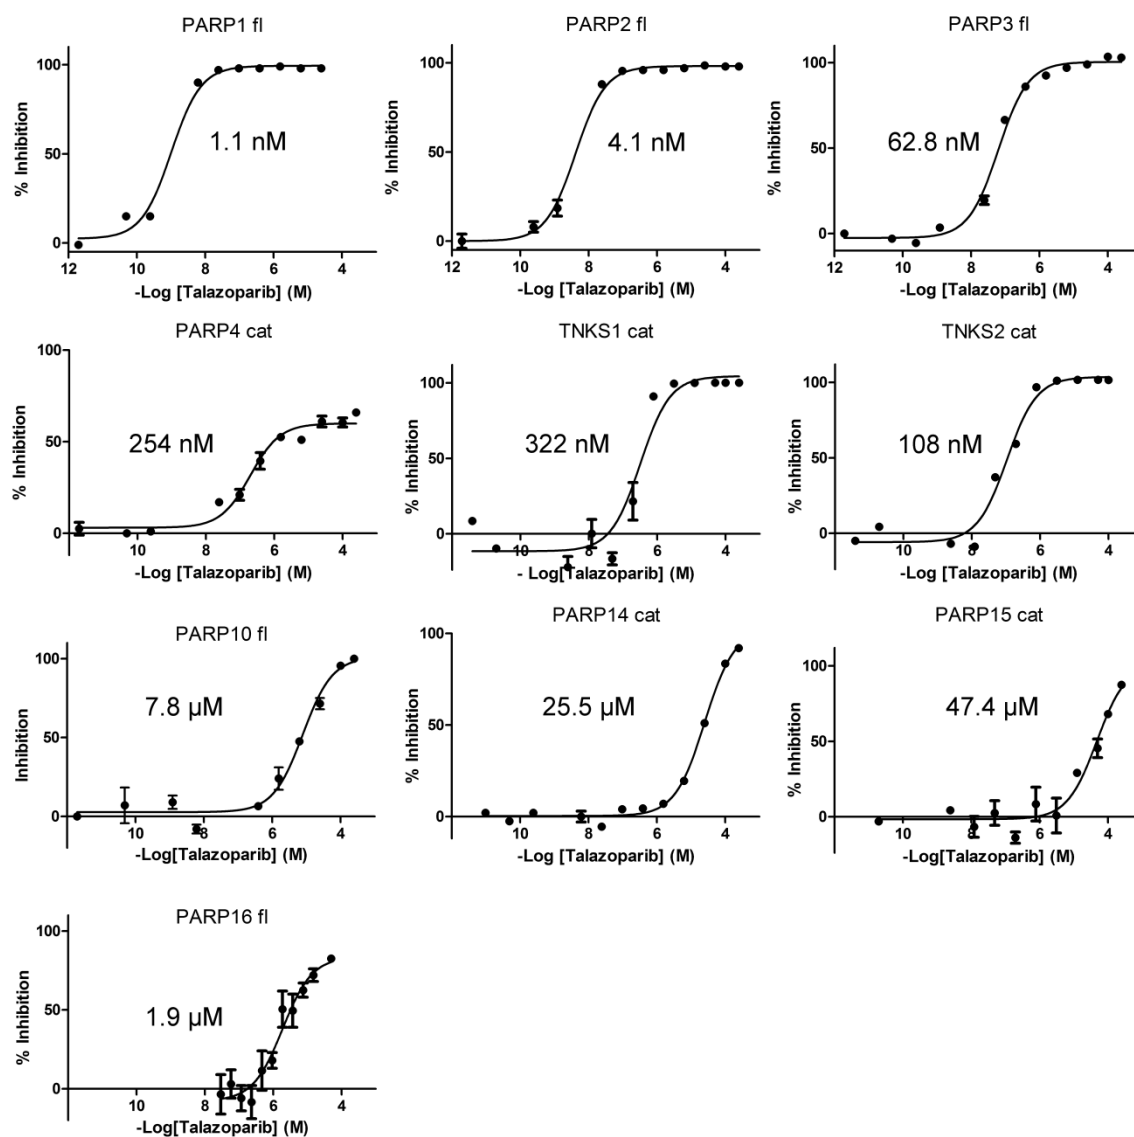 PARP1 fl
% Inhibition
100
50
0
1.1 nM
12 10 8 6 4
-Log [Talazoparib] (M)
PARP2 fl
% Inhibition
100
50
0
4.1 nM
12 10 8 6 4
-Log [Talazoparib] (M)
PARP3 fl
% Inhibition
100
50
0
62.8 nM
12 10 8 6 4
-Log [Talazoparib] (M)
PARP4 cat
% Inhibition
100
50
0
254 nM
10 8 6 4
-Log [Talazoparib] (M)
TNKS1 cat
% Inhibition
100
50
0
322 nM
10 8 6 4
- Log[Talazoparib] (M)
TNKS2 cat
% Inhibition
100
50
0
108 nM
10 8 6 4
-Log [Talazoparib] (M)
PARP10 fl
Inhibition
100
50
0
7.8 µM
10 8 6 4
-Log[Talazoparib] (M)
PARP14 cat
% Inhibition
100
50
0
25.5 µM
10 8 6 4
-Log[Talazoparib] (M)
PARP15 cat
% Inhibition
100
50
0
47.4 µM
10 8 6 4
-Log[Talazoparib] (M)
PARP16 fl
% Inhibition
100
50
0
1.9 µM
10 8 6 4
-Log[Talazoparib] (M)